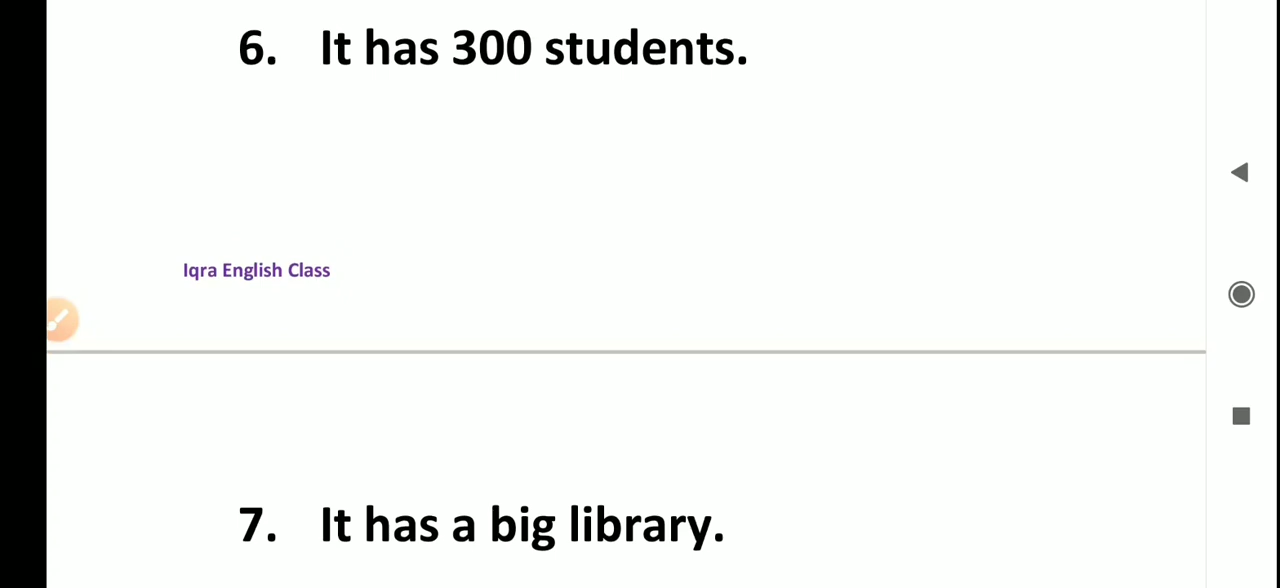 6. It has 300 students.
Iqra English Class
7. It has a big library.